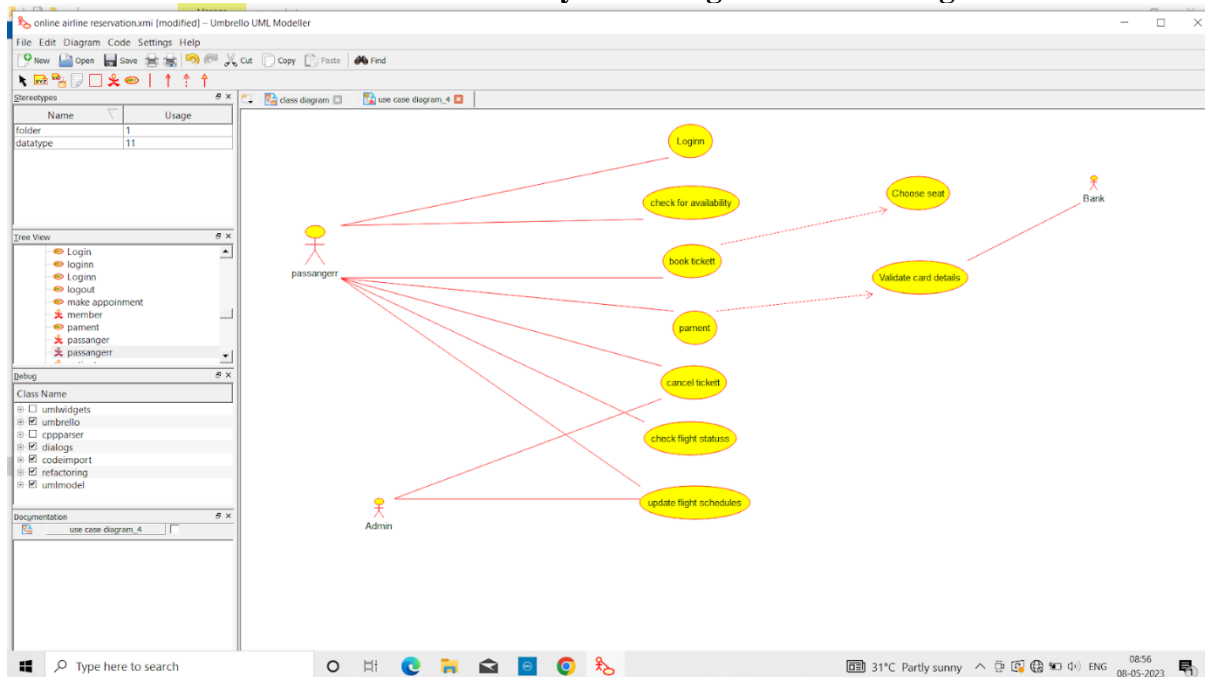 online airline reservation.xmi [modified] – Umbrello UML Modeller
File Edit Diagram Code Settings Help
New Open Save Cut Copy Paste Find
Stereotypes
Name Usage
folder 1
datatype 11
Tree View
Login
loginn
Loginn
logout
make appoinment
member
pament
passanger
passangerr
Debug
Class Name
umlwidgets
umbrello
cppparser
dialogs
codeimport
refactoring
umlmodel
Documentation
use case diagram_4
class diagram
use case diagram_4
Loginn
check for availability
Choose seat
Bank
book tickett
passangerr
Validate card details
pament
cancel tickett
check flight statuss
update flight schedules
Admin
Type here to search
31°C Partly sunny
ENG
08:56
08-05-2023